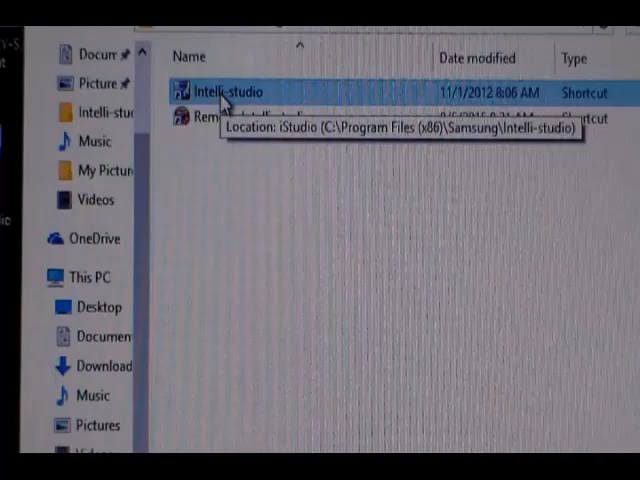 Y-S
Name
Date modified
Type
Docum
Picture
Intelli-stu
Music
My Pictur
Videos
OneDrive
This PC
Desktop
Documen
Download
Music
Pictures
Intelli-studio
11/1/2012 8:06 AM
Shortcut
Rem
Location: iStudio (C:\Program Files (x86)\Samsung\Intelli-studio)